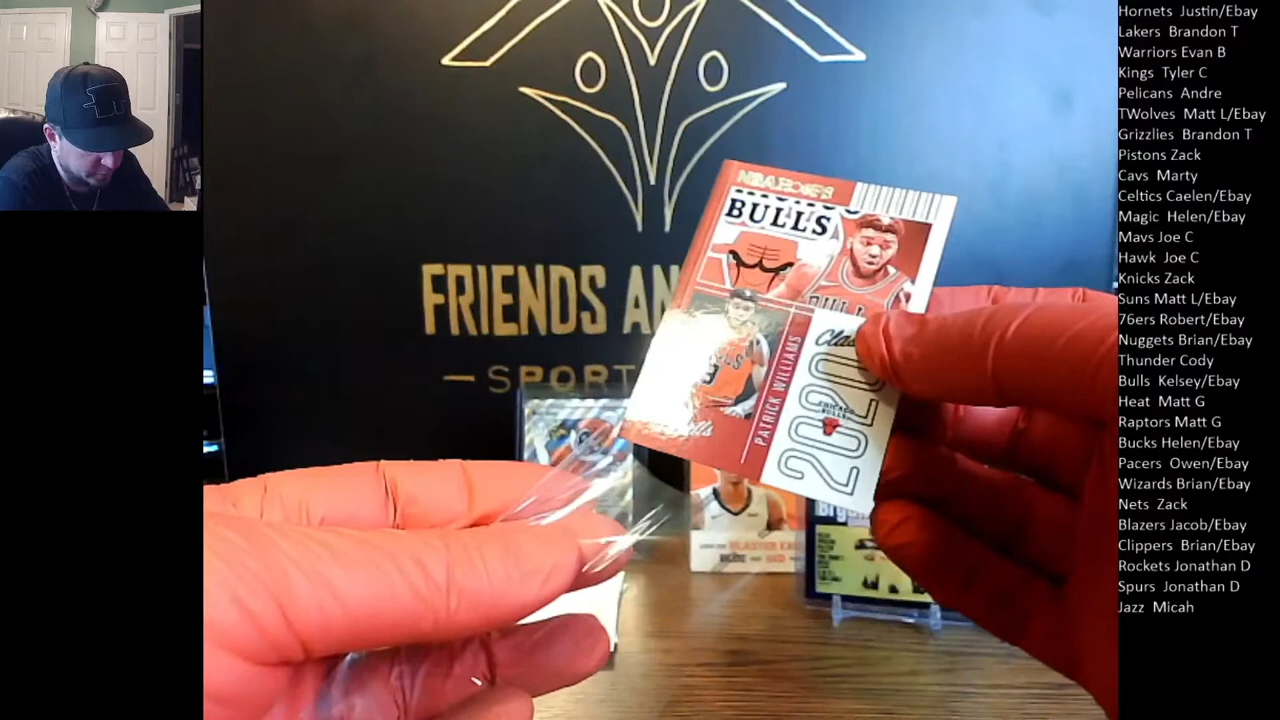 FRIENDS AN
SPORT
NBA HOOPS
BULLS
PATRICK WILLIAMS
2020
CHICAGO
BULLS
Hornets Justin/Ebay
Lakers Brandon T
Warriors Evan B
Kings Tyler C
Pelicans Andre
TWolves Matt L/Ebay
Grizzlies Brandon T
Pistons Zack
Cavs Marty
Celtics Caelen/Ebay
Magic Helen/Ebay
Mavs Joe C
Hawk Joe C
Knicks Zack
Suns Matt L/Ebay
76ers Robert/Ebay
Nuggets Brian/Ebay
Thunder Cody
Bulls Kelsey/Ebay
Heat Matt G
Raptors Matt G
Bucks Helen/Ebay
Pacers Owen/Ebay
Wizards Brian/Ebay
Nets Zack
Blazers Jacob/Ebay
Clippers Brian/Ebay
Rockets Jonathan D
Spurs Jonathan D
Jazz Micah